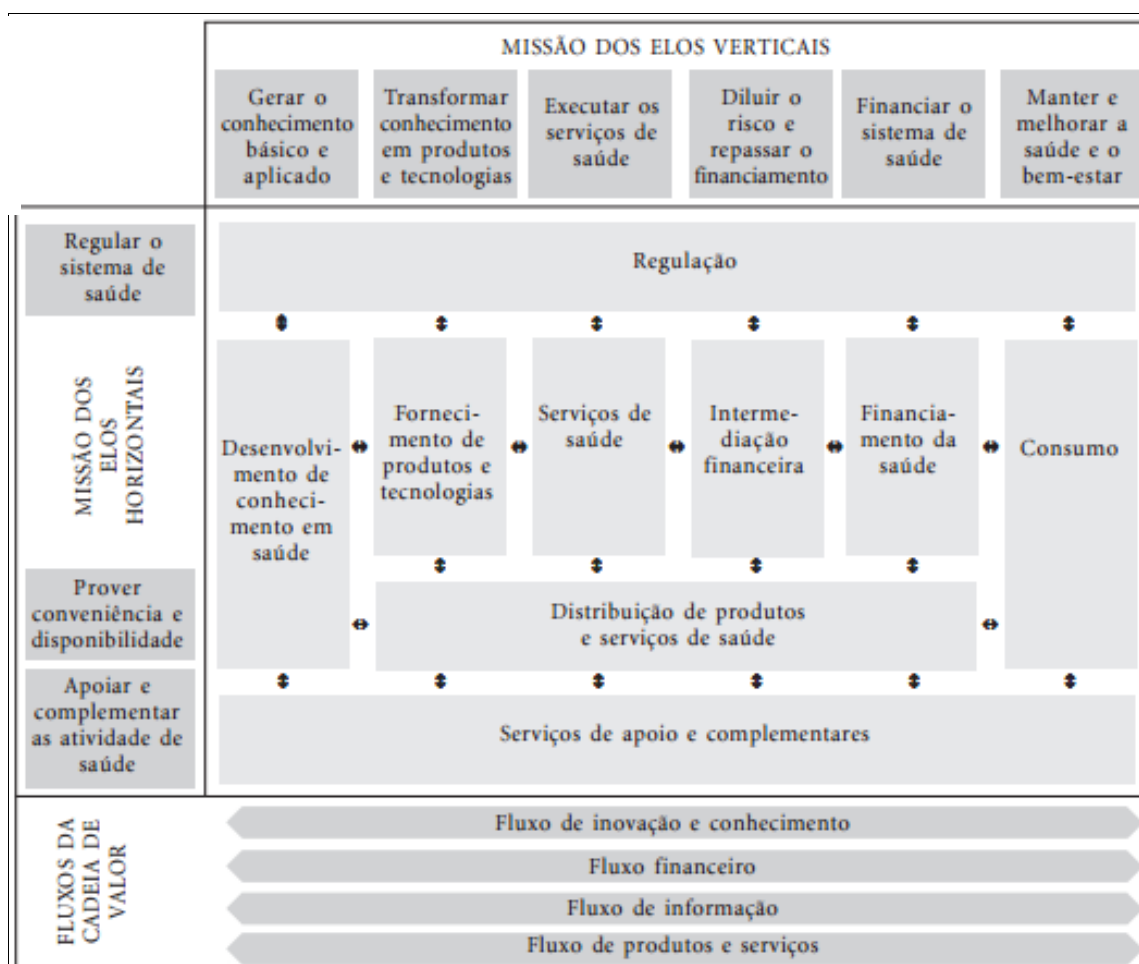 MISSÃO DOS ELOS VERTICAIS
Gerar o
conhecimento
básico e
aplicado
Transformar
conhecimento
em produtos
e tecnologias
Executar os
serviços de
saúde
Diluir o
risco e
repassar o
financiamento
Financiar o
sistema de
saúde
Manter e
melhorar a
saúde e o
bem-estar
MISSÃO DOS
ELOS
HORIZONTAIS
Regular o
sistema de
saúde
Regulação
Desenvolvi-
mento de
conheci-
mento em
saúde
Forneci-
mento de
produtos e
tecnologias
Serviços de
saúde
Interme-
diação
financeira
Financia-
mento da
saúde
Consumo
Prover
conveniência e
disponibilidade
Distribuição de produtos
e serviços de saúde
Apoiar e
complementar
as atividade de
saúde
Serviços de apoio e complementares
FLUXOS DA
CADEIA DE
VALOR
Fluxo de inovação e conhecimento
Fluxo financeiro
Fluxo de informação
Fluxo de produtos e serviços